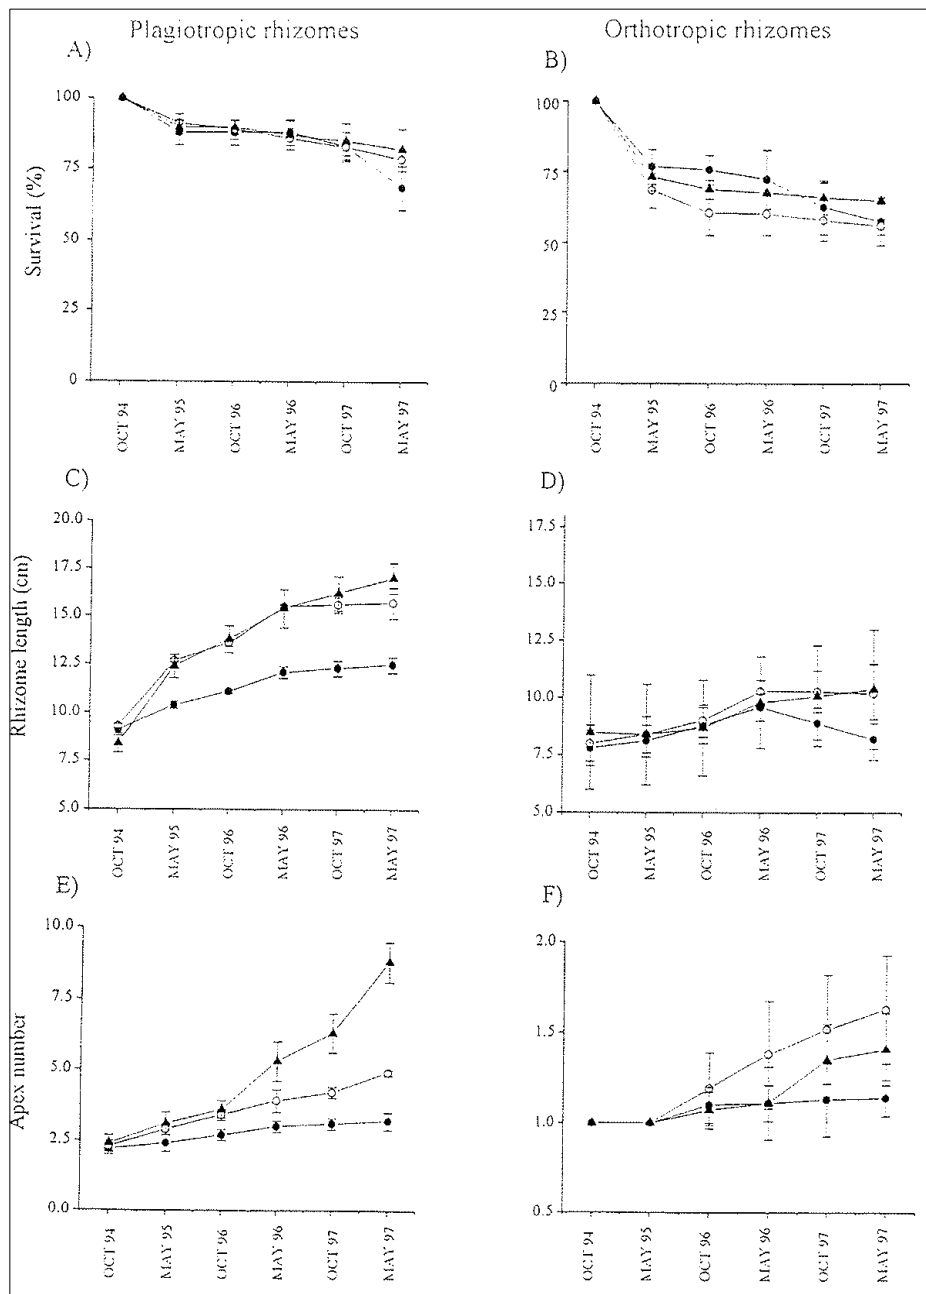 Plagiotropic rhizomes
Orthotropic rhizomes
A)
B)
Survival (%)
100
75
50
25
0
OCT 94
MAY 95
OCT 96
MAY 96
OCT 97
MAY 97
100
75
50
25
0
OCT 94
MAY 95
OCT 96
MAY 96
OCT 97
MAY 97
C)
D)
Rhizome length (cm)
20.0
17.5
15.0
12.5
10.0
7.5
5.0
OCT 94
MAY 95
OCT 96
MAY 96
OCT 97
MAY 97
17.5
15.0
12.5
10.0
7.5
5.0
OCT 94
MAY 95
OCT 96
MAY 96
OCT 97
MAY 97
E)
F)
Apex number
10.0
7.5
5.0
2.5
0.0
OCT 94
MAY 95
OCT 96
MAY 96
OCT 97
MAY 97
2.0
1.5
1.0
0.5
OCT 94
MAY 95
OCT 96
MAY 96
OCT 97
MAY 97